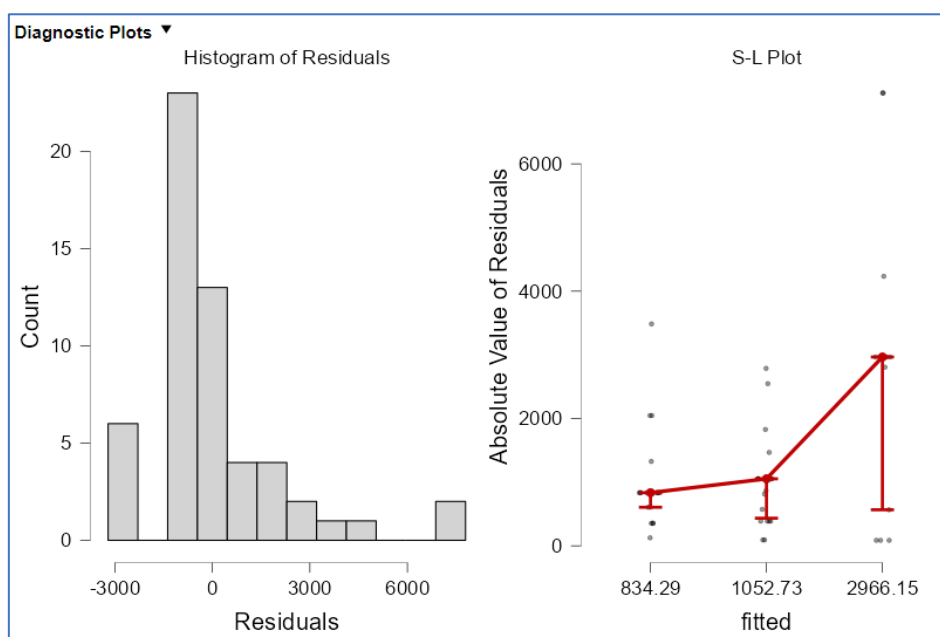 Diagnostic Plots ▼
Histogram of Residuals
Count
20
15
10
5
0
-3000 0 3000 6000
Residuals
S-L Plot
Absolute Value of Residuals
6000
4000
2000
0
834.29 1052.73 2966.15
fitted